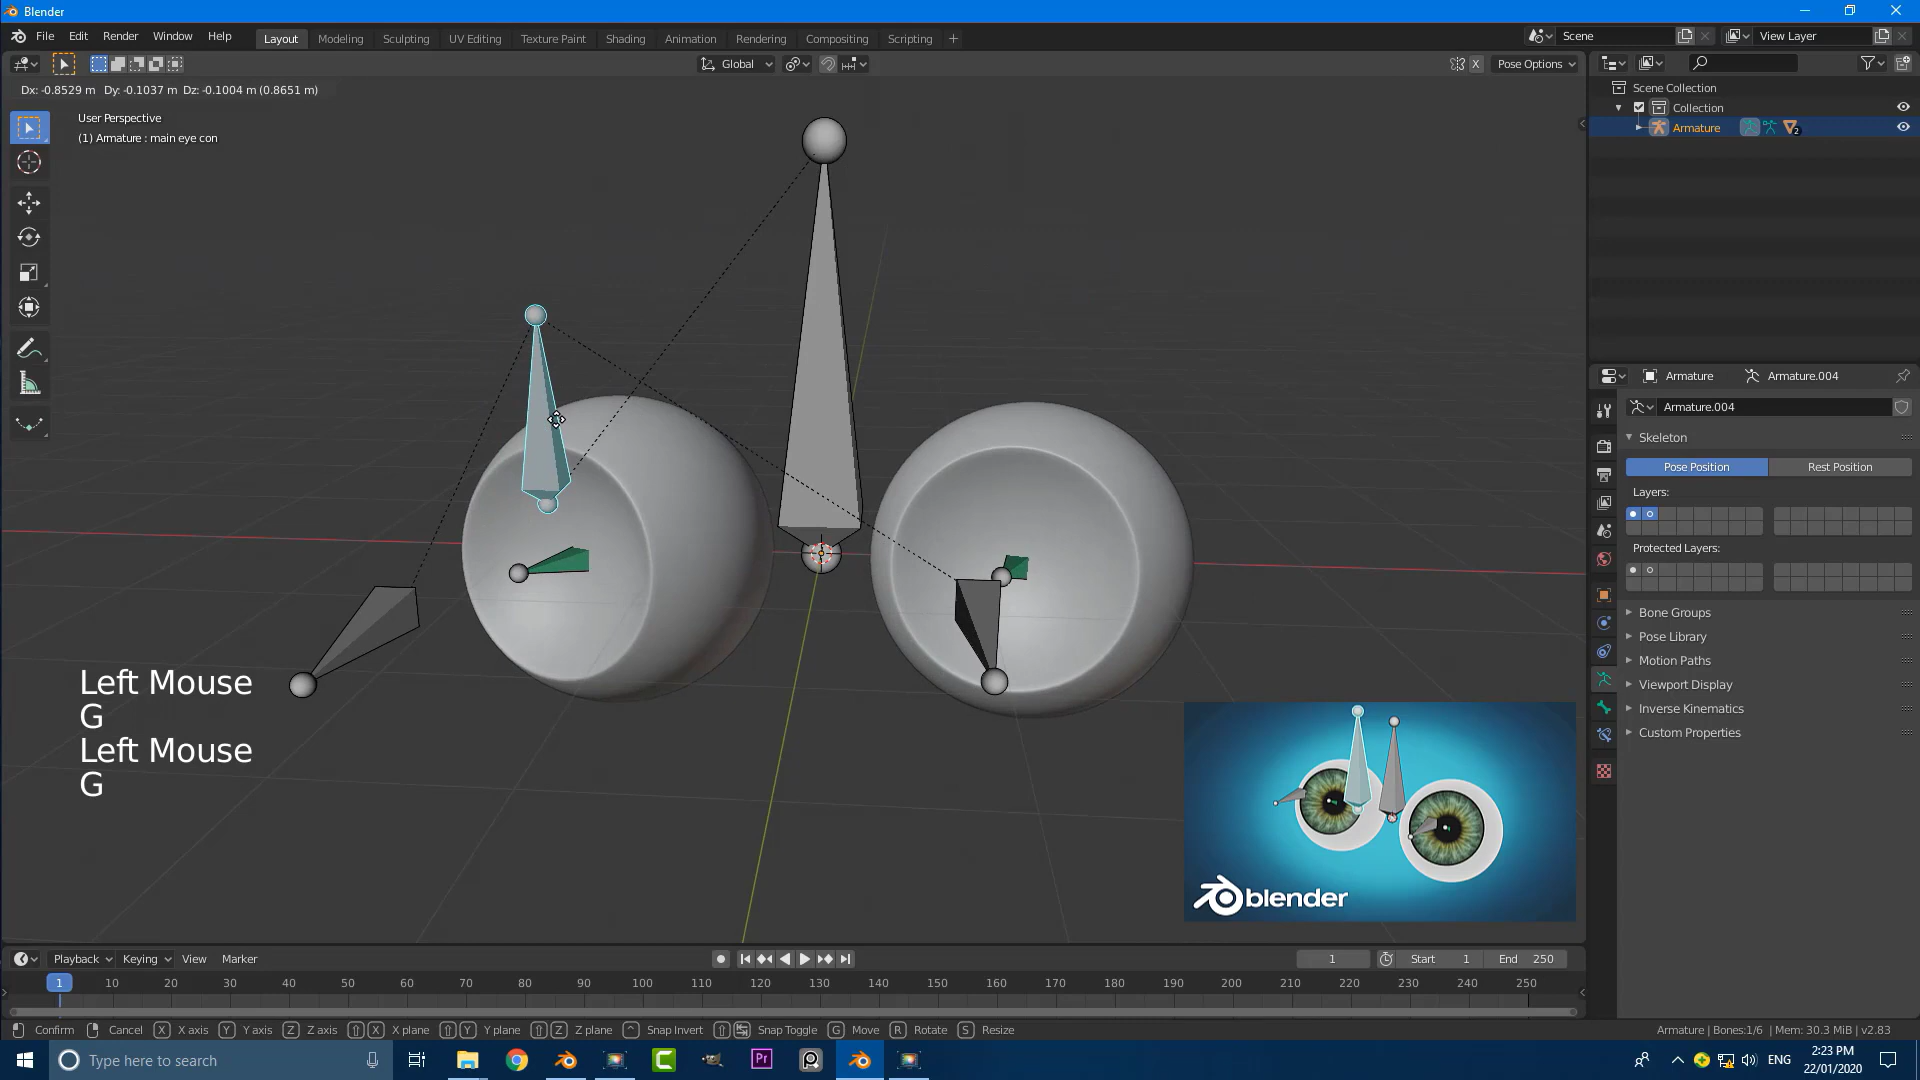 Blender
File Edit Render Window Help
Layout Modeling Sculpting UV Editing Texture Paint Shading Animation Rendering Compositing Scripting
Scene
View Layer
Global
X
Pose Options
Dx: -0.8529 m Dy: -0.1037 m Dz: -0.1004 m (0.8651 m)
User Perspective
(1) Armature : main eye con
Scene Collection
Collection
Armature 2
Armature Armature.004
Armature.004
Skeleton
Pose Position Rest Position
Layers:
Protected Layers:
Bone Groups
Pose Library
Motion Paths
Viewport Display
Inverse Kinematics
Custom Properties
Left Mouse
G
Left Mouse
G
blender
Playback Keying View Marker
1 Start 1 End 250
1 10 20 30 40 50 60 70 80 90 100 110 120 130 140 150 160 170 180 190 200 210 220 230 240 250
Confirm Cancel X X axis Y Y axis Z Z axis X X plane Y Y plane Z Z plane Snap Invert Snap Toggle G Move R Rotate S Resize
Armature | Bones:1/6 | Mem: 30.3 MiB | v2.83
Type here to search
Pr
ENG
2:23 PM
22/01/2020